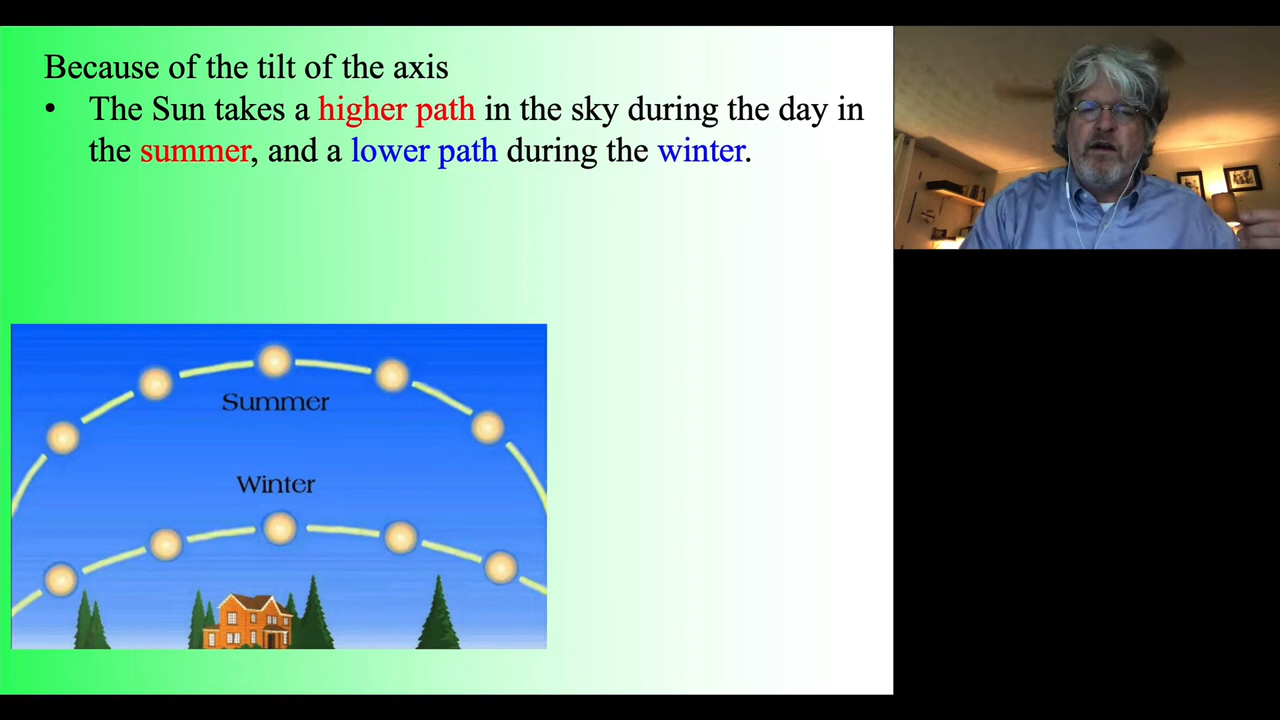 Because of the tilt of the axis
• The Sun takes a higher path in the sky during the day in
the summer, and a lower path during the winter.
Summer
Winter